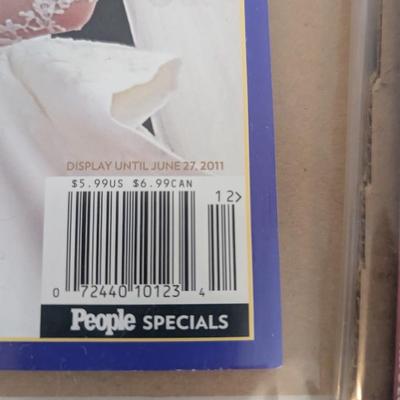 DISPLAY UNTIL JUNE 27, 2011
$5.99US $6.99CAN
12>
0 72440 10123 4
People SPECIALS